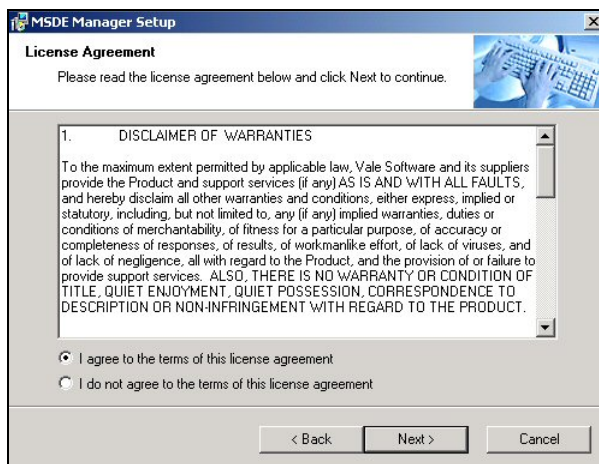 MSDE Manager Setup
License Agreement
Please read the license agreement below and click Next to continue.
1. DISCLAIMER OF WARRANTIES
To the maximum extent permitted by applicable law, Vale Software and its suppliers
provide the Product and support services (if any) AS IS AND WITH ALL FAULTS,
and hereby disclaim all other warranties and conditions, either express, implied or
statutory, including, but not limited to, any (if any) implied warranties, duties or
conditions of merchantability, of fitness for a particular purpose, of accuracy or
completeness of responses, of results, of workmanlike effort, of lack of viruses, and
of lack of negligence, all with regard to the Product, and the provision of or failure to
provide support services. ALSO, THERE IS NO WARRANTY OR CONDITION OF
TITLE, QUIET ENJOYMENT, QUIET POSSESSION, CORRESPONDENCE TO
DESCRIPTION OR NON-INFRINGEMENT WITH REGARD TO THE PRODUCT.
I agree to the terms of this license agreement
I do not agree to the terms of this license agreement
< Back Next > Cancel